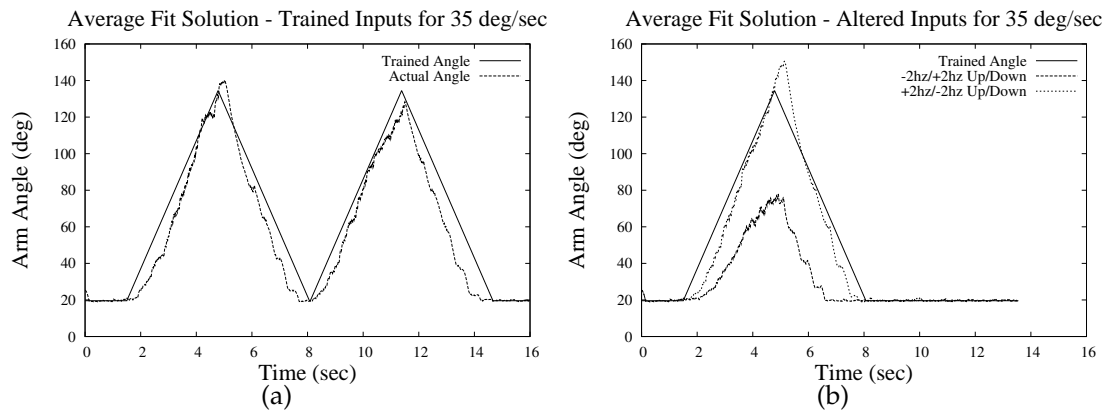 Average Fit Solution - Trained Inputs for 35 deg/sec
160
140
120
100
80
60
40
20
0
Arm Angle (deg)
Trained Angle
Actual Angle
0 2 4 6 8 10 12 14 16
Time (sec)
(a)
Average Fit Solution - Altered Inputs for 35 deg/sec
160
140
120
100
80
60
40
20
0
Arm Angle (deg)
Trained Angle
-2hz/+2hz Up/Down
+2hz/-2hz Up/Down
0 2 4 6 8 10 12 14 16
Time (sec)
(b)